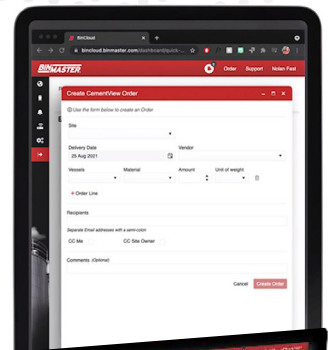 BinCloud
bincloud.binmaster.com/dashboard/quick-...
BINMASTER
Order Support Nolan Fast
Create CementView Order
Use the form below to create an Order
Site
Delivery Date Vendor
25 Aug 2021
Vessels Material Amount Unit of weight
+ Order Line
Recipients
Separate Email addresses with a semi-colon
CC Me CC Site Owner
Comments (Optional)
Cancel Create Order